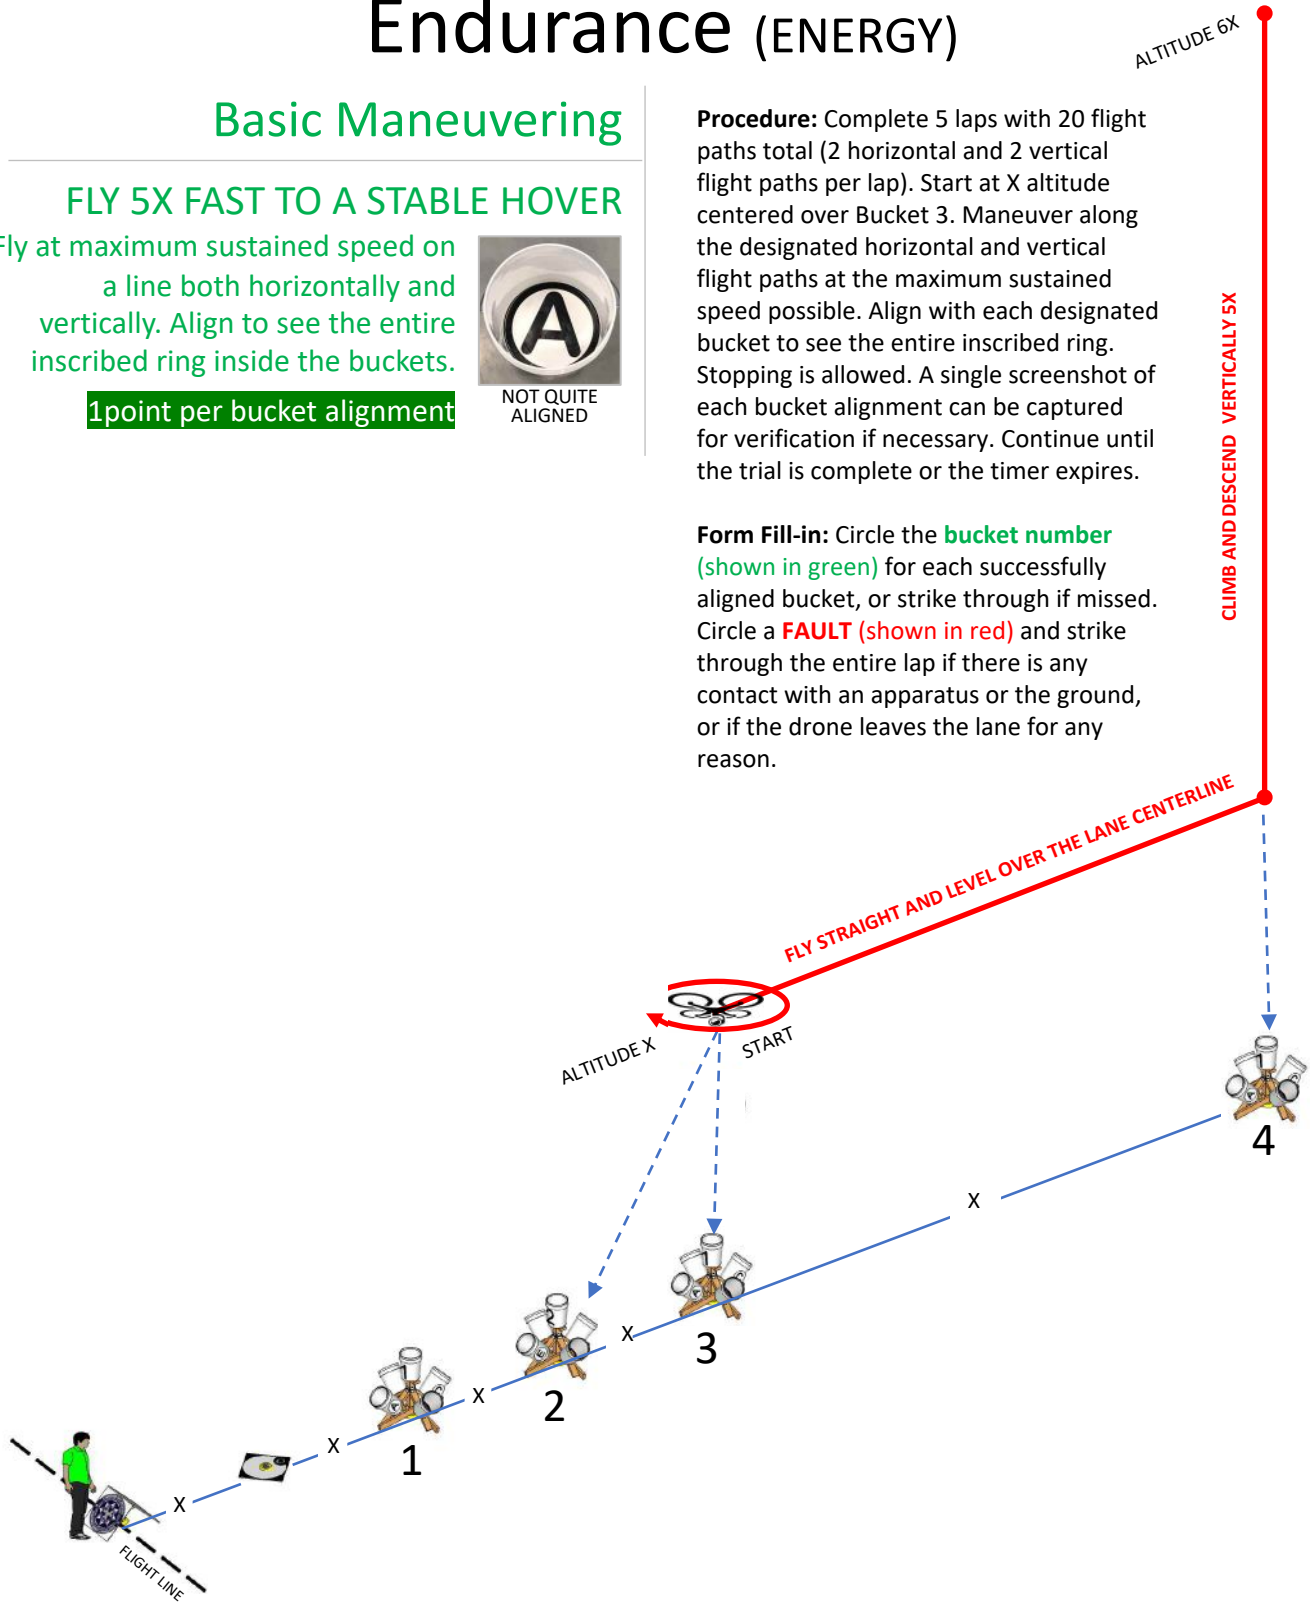 Endurance (ENERGY)
Basic Maneuvering
FLY 5X FAST TO A STABLE HOVER
Fly at maximum sustained speed on
a line both horizontally and
vertically. Align to see the entire
inscribed ring inside the buckets.
1point per bucket alignment
A
NOT QUITE
ALIGNED
Procedure: Complete 5 laps with 20 flight
paths total (2 horizontal and 2 vertical
flight paths per lap). Start at X altitude
centered over Bucket 3. Maneuver along
the designated horizontal and vertical
flight paths at the maximum sustained
speed possible. Align with each designated
bucket to see the entire inscribed ring.
Stopping is allowed. A single screenshot of
each bucket alignment can be captured
for verification if necessary. Continue until
the trial is complete or the timer expires.
Form Fill-in: Circle the bucket number
(shown in green) for each successfully
aligned bucket, or strike through if missed.
Circle a FAULT (shown in red) and strike
through the entire lap if there is any
contact with an apparatus or the ground,
or if the drone leaves the lane for any
reason.
ALTITUDE 6X
CLIMB AND DESCEND VERTICALLY 5X
FLY STRAIGHT AND LEVEL OVER THE LANE CENTERLINE
ALTITUDE X
START
4
X
3
X
2
X
1
X
X
FLIGHT LINE